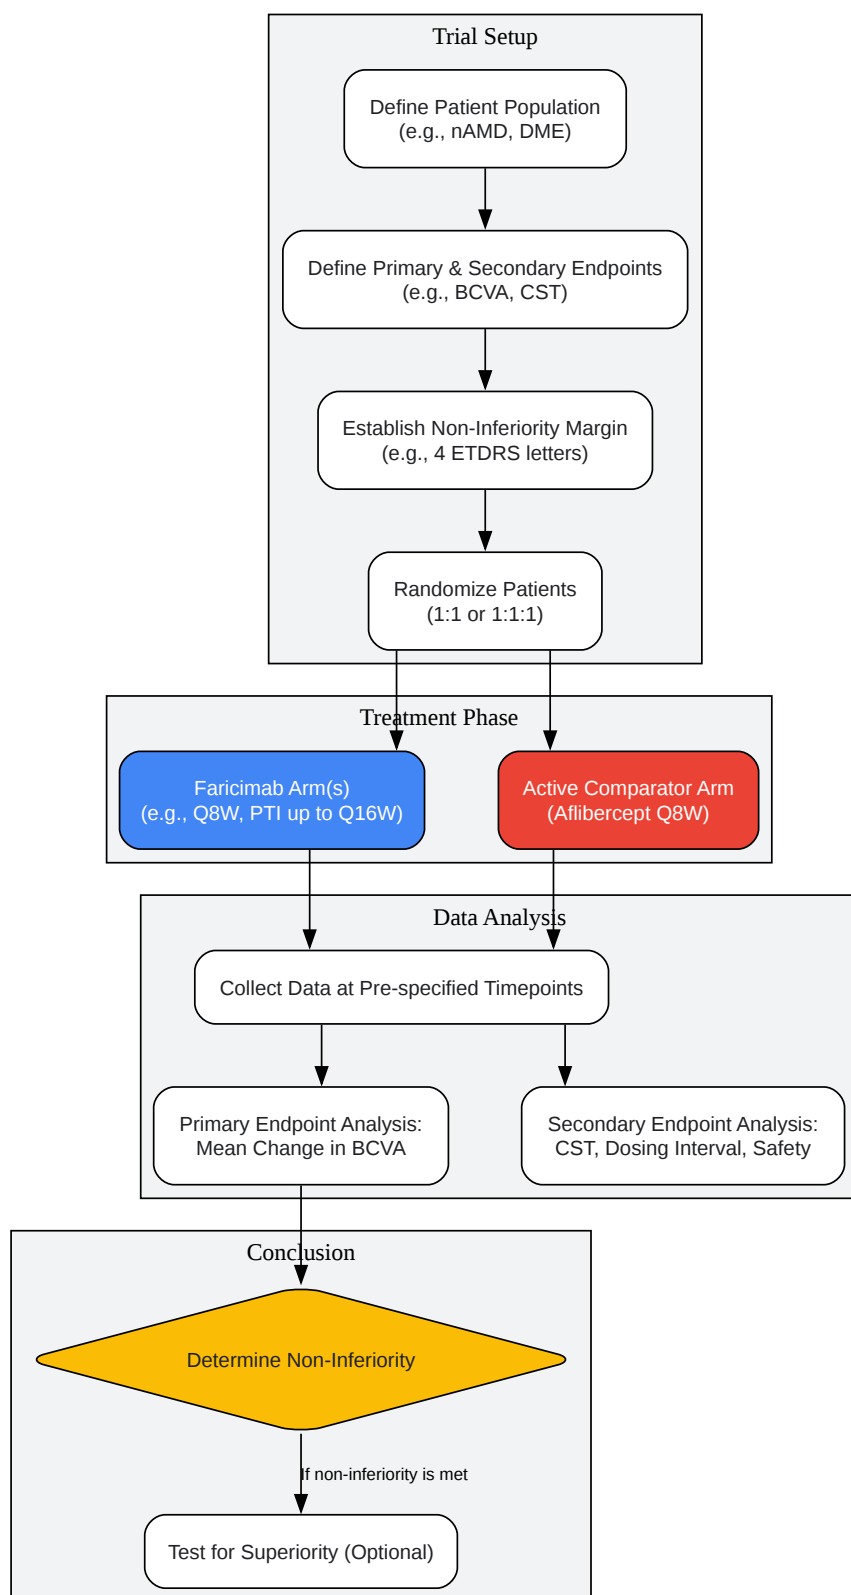 Trial Setup
Define Patient Population
(e.g., nAMD, DME)
Define Primary & Secondary Endpoints
(e.g., BCVA, CST)
Establish Non-Inferiority Margin
(e.g., 4 ETDRS letters)
Randomize Patients
(1:1 or 1:1:1)
Treatment Phase
Faricimab Arm(s)
(e.g., Q8W, PTI up to Q16W)
Active Comparator Arm
(Aflibercept Q8W)
Data Analysis
Collect Data at Pre-specified Timepoints
Primary Endpoint Analysis:
Mean Change in BCVA
Secondary Endpoint Analysis:
CST, Dosing Interval, Safety
Conclusion
Determine Non-Inferiority
If non-inferiority is met
Test for Superiority (Optional)